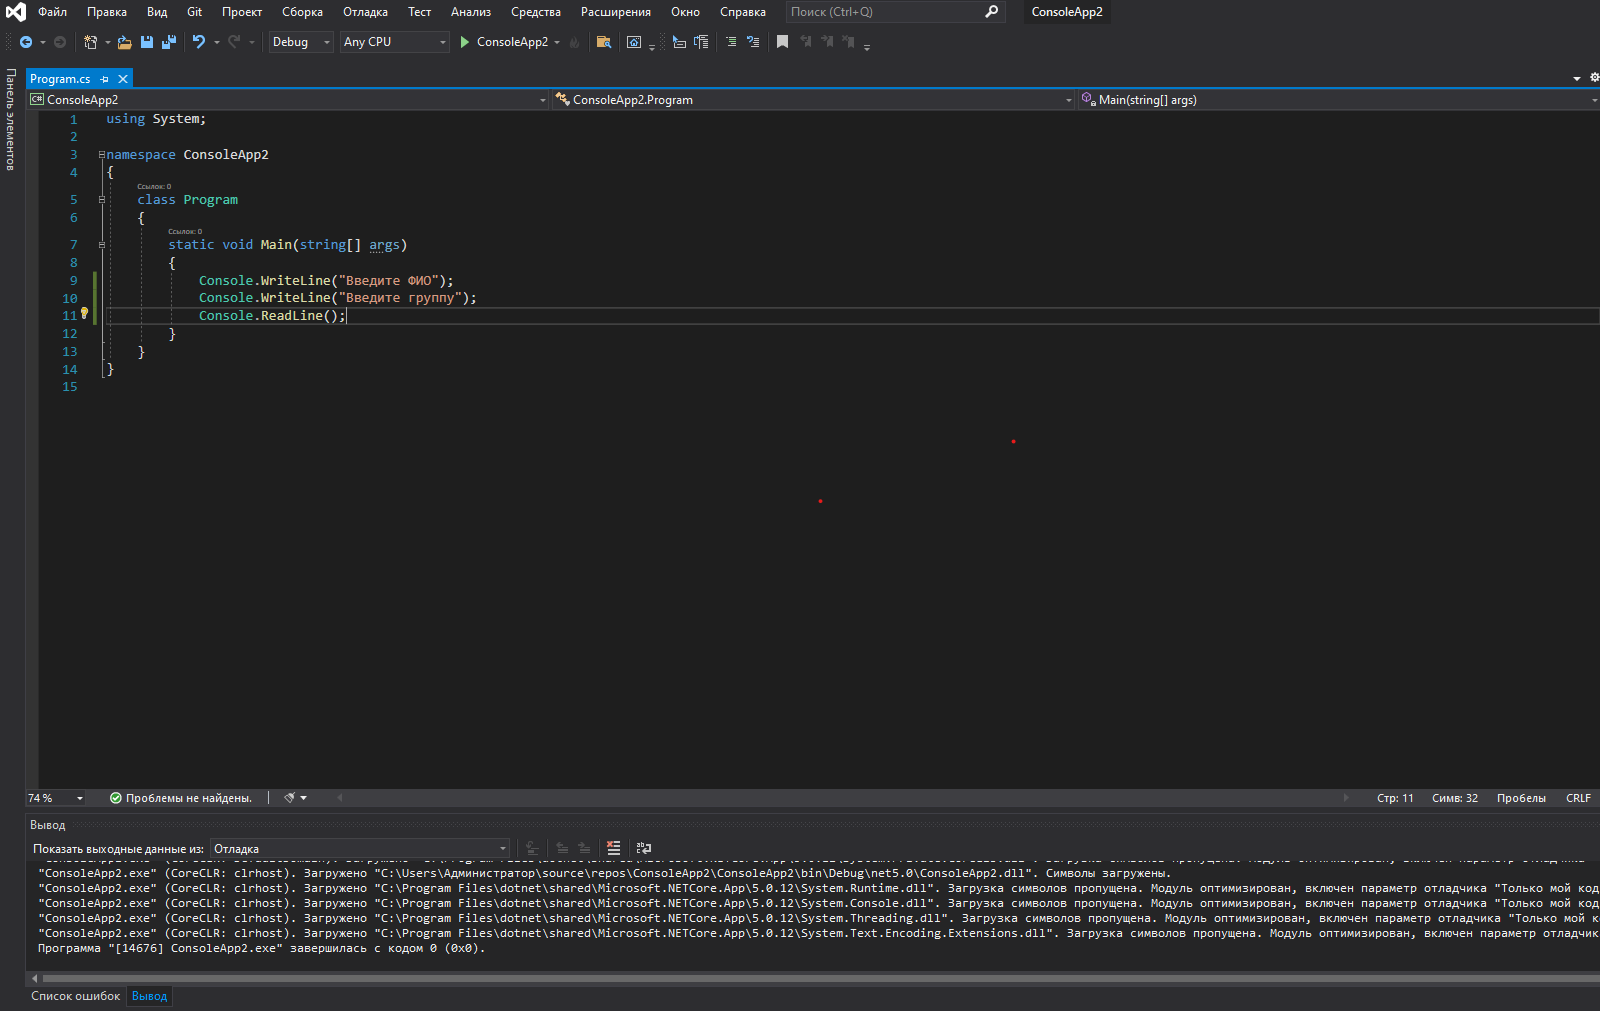 Файл Правка Вид Git Проект Сборка Отладка Тест Анализ Средства Расширения Окно Справка Поиск (Ctrl+Q) ConsoleApp2
Debug Any CPU ConsoleApp2
Панель элементов
Program.cs
C# ConsoleApp2 ConsoleApp2.Program Main(string[] args)
1 using System;
2
3 namespace ConsoleApp2
4 {
Ссылок: 0
5 class Program
6 {
Ссылок: 0
7 static void Main(string[] args)
8 {
9 Console.WriteLine("Введите ФИО");
10 Console.WriteLine("Введите группу");
11 Console.ReadLine();
12 }
13 }
14 }
15
74 % Проблемы не найдены. Стр: 11 Симв: 32 Пробелы CRLF
Вывод
Показать выходные данные из: Отладка
"ConsoleApp2.exe" (CoreCLR: clrhost). Загружено "C:\Users\Администратор\source\repos\ConsoleApp2\ConsoleApp2\bin\Debug\net5.0\ConsoleApp2.dll". Символы загружены.
"ConsoleApp2.exe" (CoreCLR: clrhost). Загружено "C:\Program Files\dotnet\shared\Microsoft.NETCore.App\5.0.12\System.Runtime.dll". Загрузка символов пропущена. Модуль оптимизирован, включен параметр отладчика "Только мой код
"ConsoleApp2.exe" (CoreCLR: clrhost). Загружено "C:\Program Files\dotnet\shared\Microsoft.NETCore.App\5.0.12\System.Console.dll". Загрузка символов пропущена. Модуль оптимизирован, включен параметр отладчика "Только мой код
"ConsoleApp2.exe" (CoreCLR: clrhost). Загружено "C:\Program Files\dotnet\shared\Microsoft.NETCore.App\5.0.12\System.Threading.dll". Загрузка символов пропущена. Модуль оптимизирован, включен параметр отладчика "Только мой к
"ConsoleApp2.exe" (CoreCLR: clrhost). Загружено "C:\Program Files\dotnet\shared\Microsoft.NETCore.App\5.0.12\System.Text.Encoding.Extensions.dll". Загрузка символов пропущена. Модуль оптимизирован, включен параметр отладчик
Программа "[14676] ConsoleApp2.exe" завершилась с кодом 0 (0x0).
Список ошибок Вывод